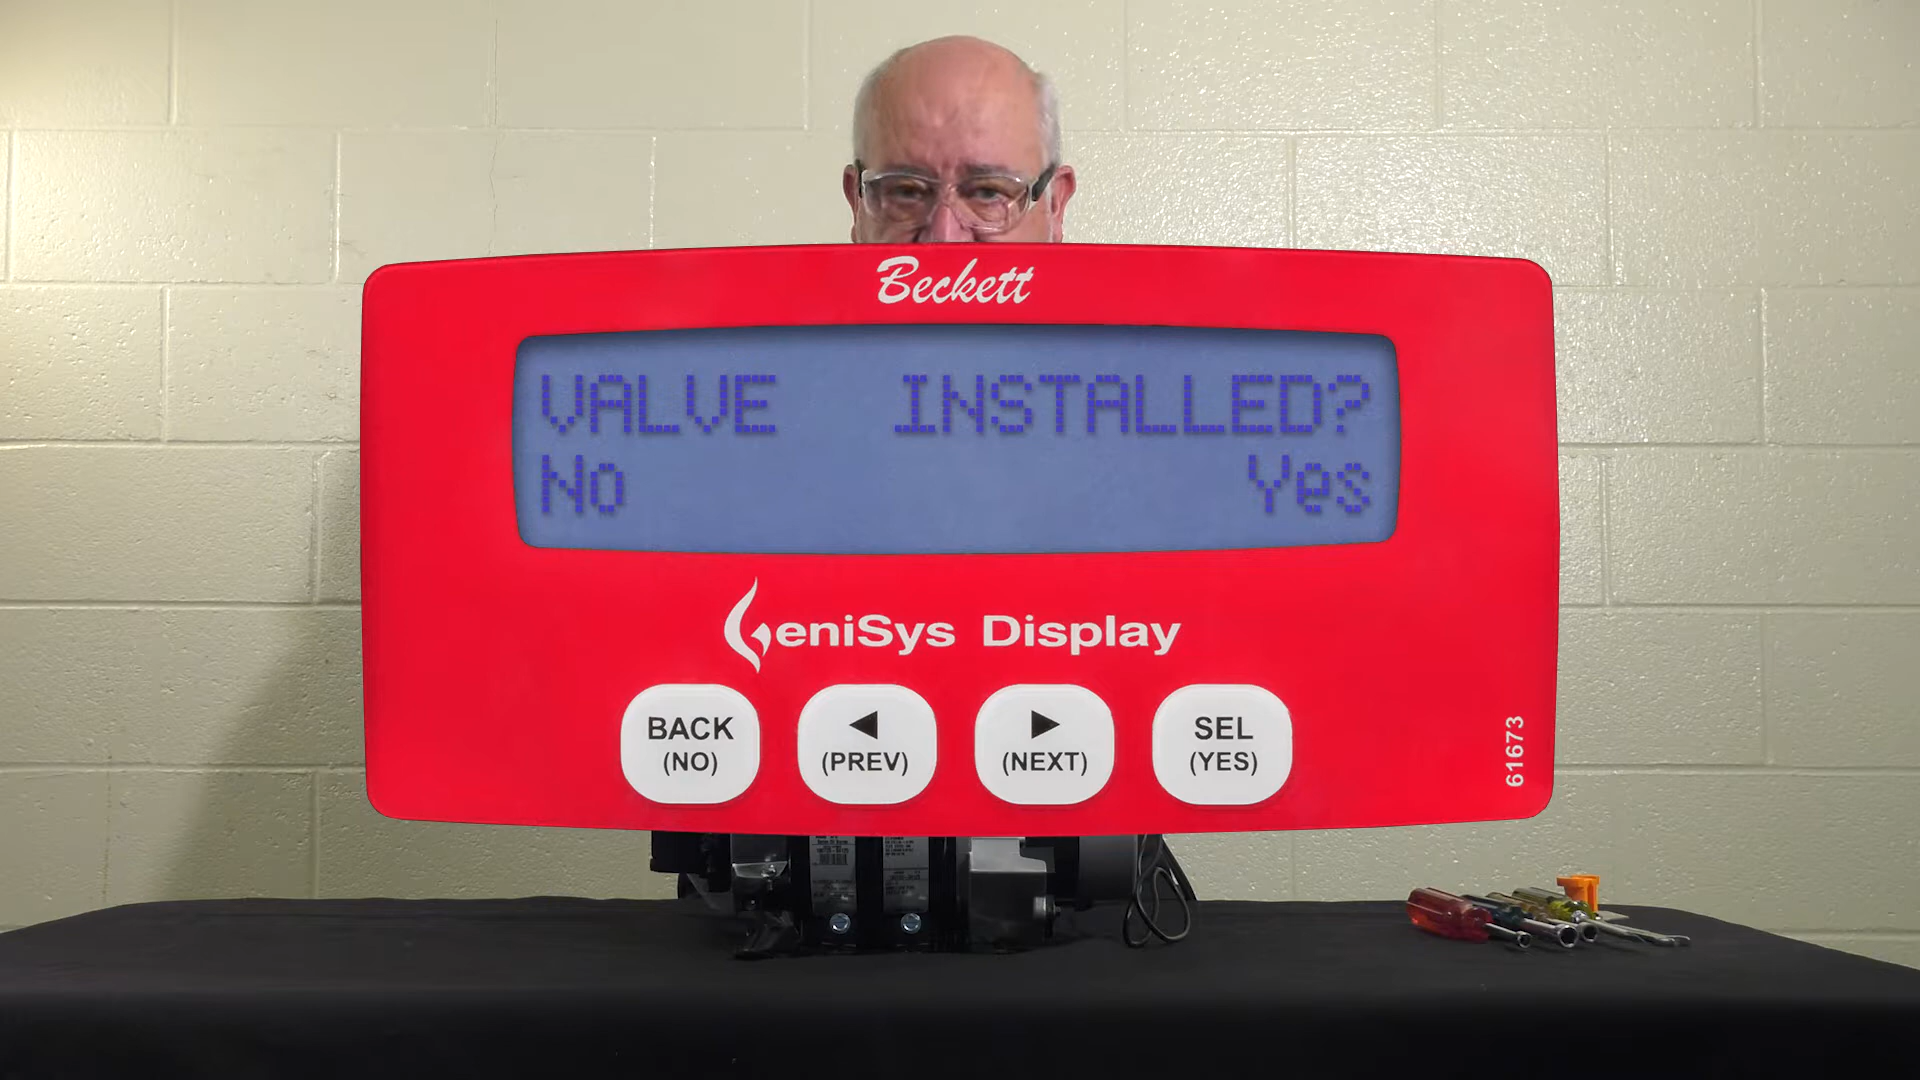 Beckett
VALVE INSTALLED?
No Yes
GeniSys Display
BACK (NO)
◀ (PREV)
▶ (NEXT)
SEL (YES)
61673